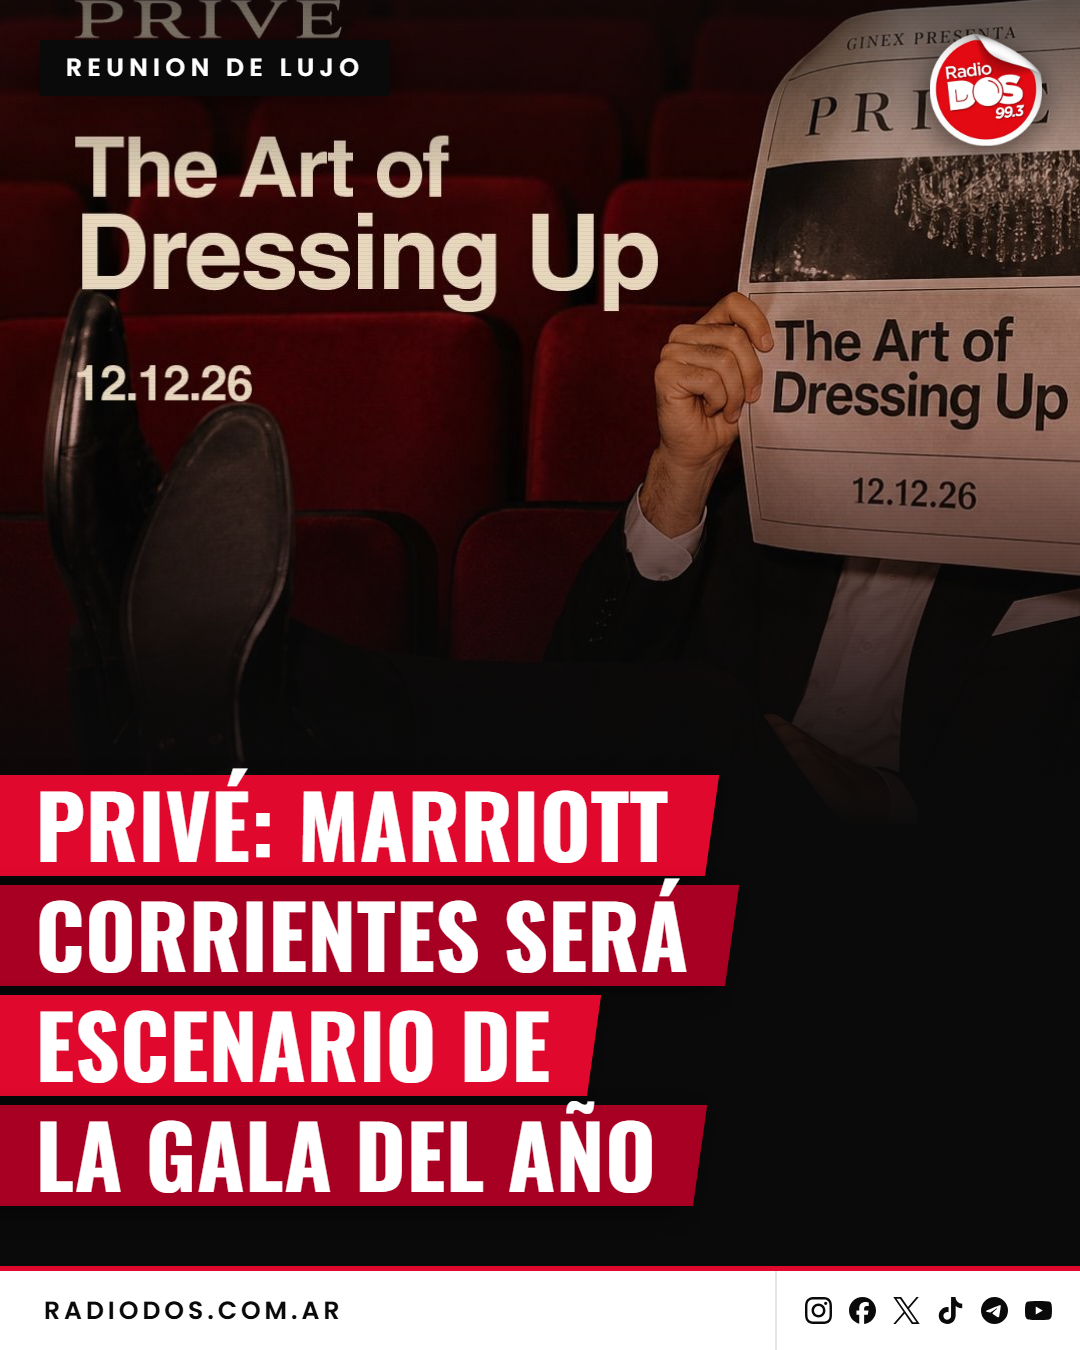 PRIVE
REUNION DE LUJO
The Art of
Dressing Up
12.12.26
GINEX PRESENTA
Radio
DOS
99.3
The Art of
Dressing Up
12.12.26
PRIVÉ: MARRIOTT
CORRIENTES SERÁ
ESCENARIO DE
LA GALA DEL AÑO
RADIODOS.COM.AR